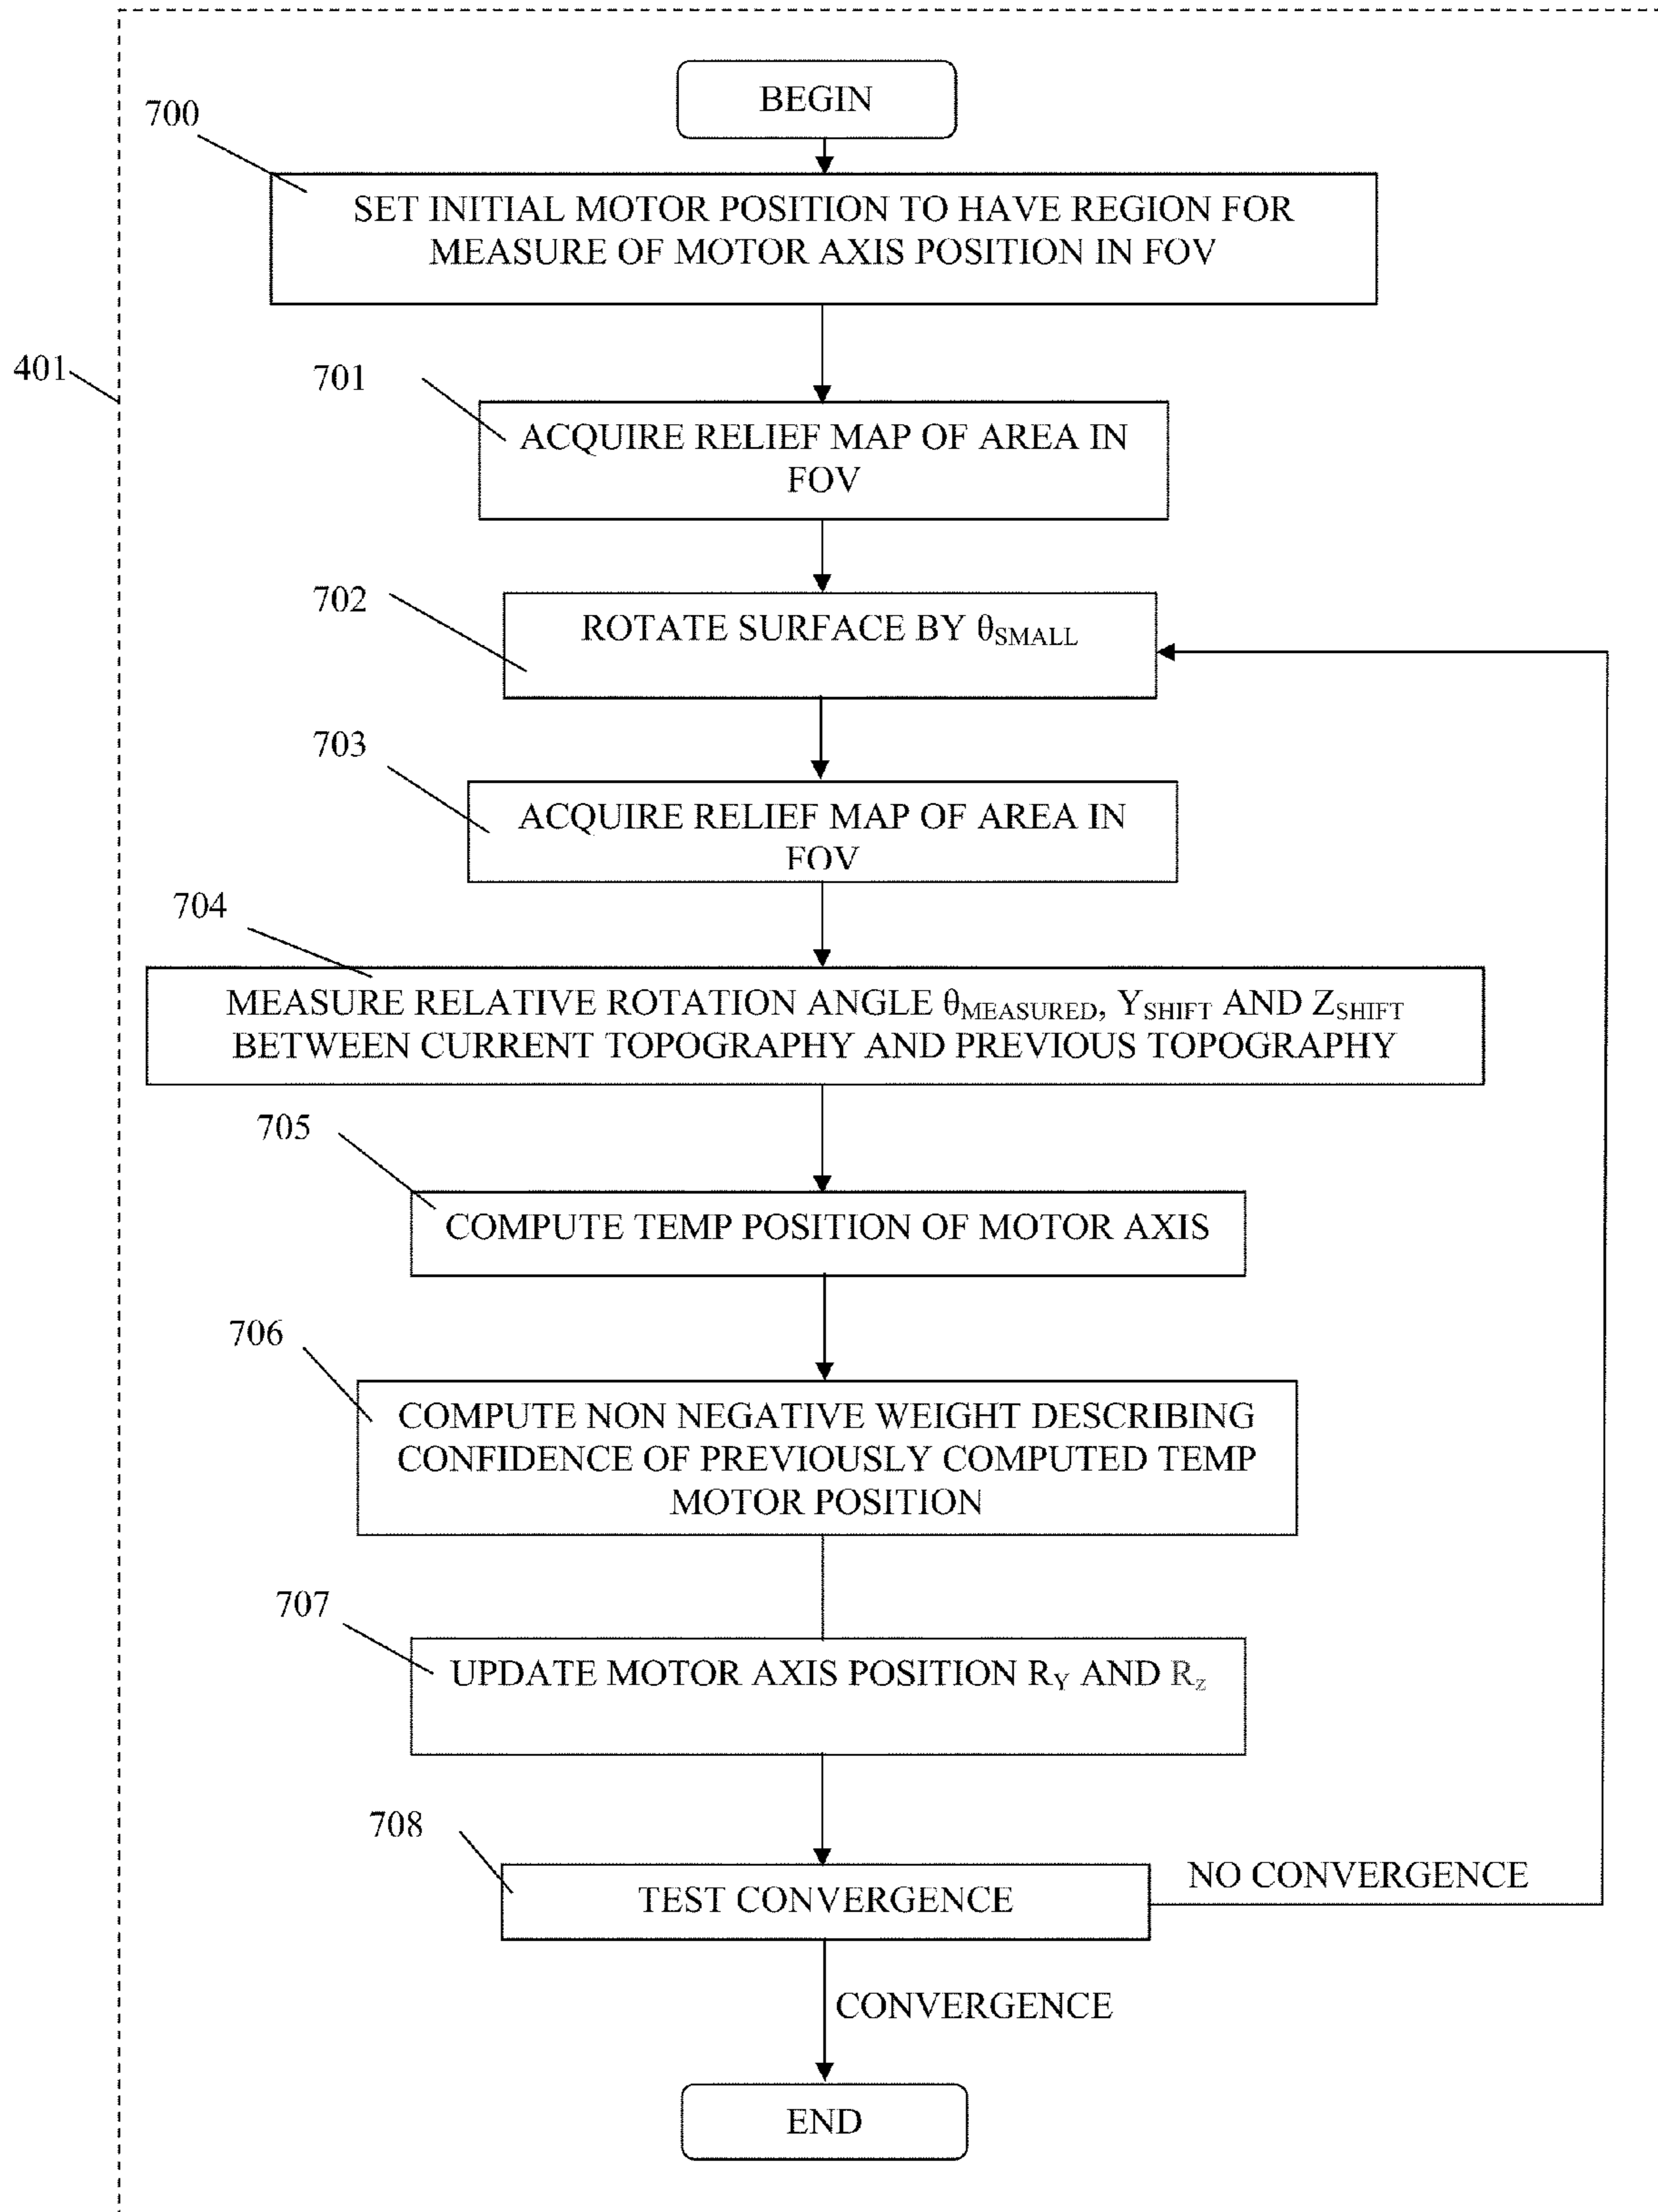 BEGIN
700
SET INITIAL MOTOR POSITION TO HAVE REGION FOR
MEASURE OF MOTOR AXIS POSITION IN FOV
401
701
ACQUIRE RELIEF MAP OF AREA IN
FOV
702
ROTATE SURFACE BY θSMALL
703
ACQUIRE RELIEF MAP OF AREA IN
FOV
704
MEASURE RELATIVE ROTATION ANGLE θMEASURED, YSHIFT AND ZSHIFT
BETWEEN CURRENT TOPOGRAPHY AND PREVIOUS TOPOGRAPHY
705
COMPUTE TEMP POSITION OF MOTOR AXIS
706
COMPUTE NON NEGATIVE WEIGHT DESCRIBING
CONFIDENCE OF PREVIOUSLY COMPUTED TEMP
MOTOR POSITION
707
UPDATE MOTOR AXIS POSITION RY AND Rz
708
TEST CONVERGENCE
NO CONVERGENCE
CONVERGENCE
END